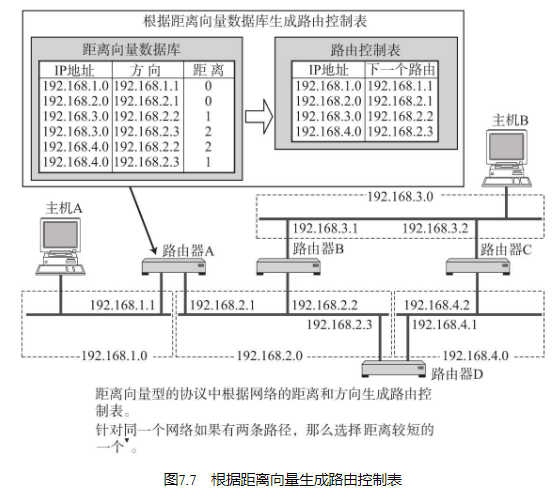 根据距离向量数据库生成路由控制表
距离向量数据库
IP地址 方 向 距 离
192.168.1.0 192.168.1.1 0
192.168.2.0 192.168.2.1 0
192.168.3.0 192.168.2.2 1
192.168.3.0 192.168.2.3 2
192.168.4.0 192.168.2.2 2
192.168.4.0 192.168.2.3 1
路由控制表
IP地址 下一个路由
192.168.1.0 192.168.1.1
192.168.2.0 192.168.2.1
192.168.3.0 192.168.2.2
192.168.4.0 192.168.2.3
主机B
192.168.3.0
主机A
192.168.3.1 192.168.3.2
路由器A
路由器B
路由器C
192.168.1.1
192.168.2.1
192.168.2.2
192.168.4.2
192.168.2.3
192.168.4.1
192.168.1.0
192.168.2.0
192.168.4.0
路由器D
距离向量型的协议中根据网络的距离和方向生成路由控
制表。
针对同一个网络如果有两条路径，那么选择距离较短的
一个▼。
图7.7 根据距离向量生成路由控制表